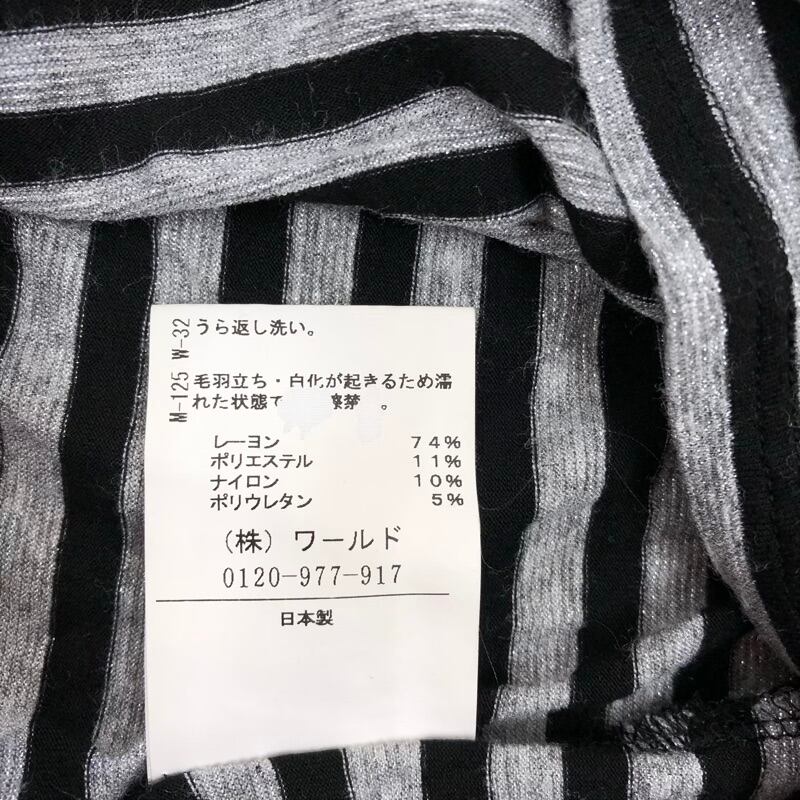 うら返し洗い。
毛羽立ち・白化が起きるため濡
れた状態で 擦禁 。
レーヨン 74%
ポリエステル 11%
ナイロン 10%
ポリウレタン 5%
(株) ワールド
0120-977-917
日本製
M-125 W-32